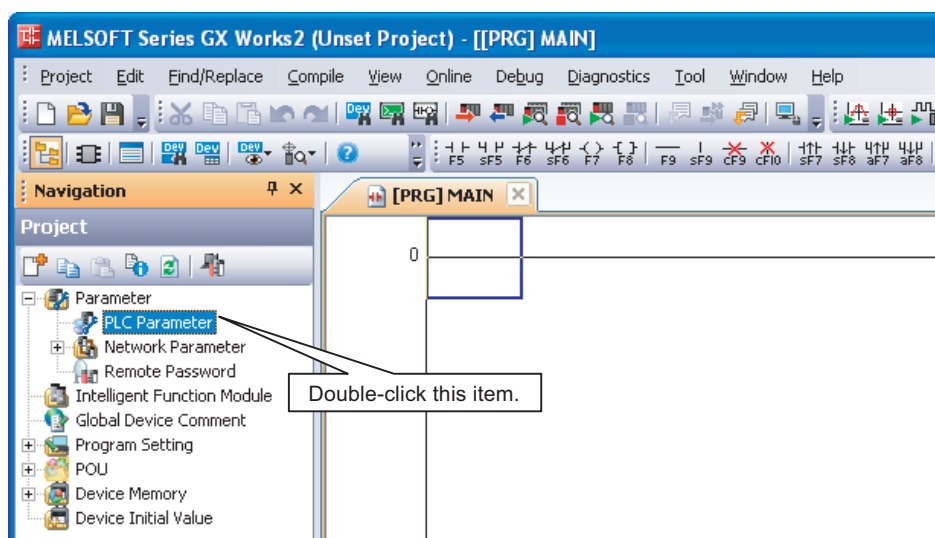 MELSOFT Series GX Works2 (Unset Project) - [[PRG] MAIN]
Project Edit Find/Replace Compile View Online Debug Diagnostics Tool Window Help
F5 sF5 F6 sF6 F7 F8 F9 sF9 cF9 cF10 sF7 sF8 aF7 aF8
Navigation
[PRG] MAIN
Project
0
Parameter
PLC Parameter
Network Parameter
Remote Password
Double-click this item.
Intelligent Function Module
Global Device Comment
Program Setting
POU
Device Memory
Device Initial Value